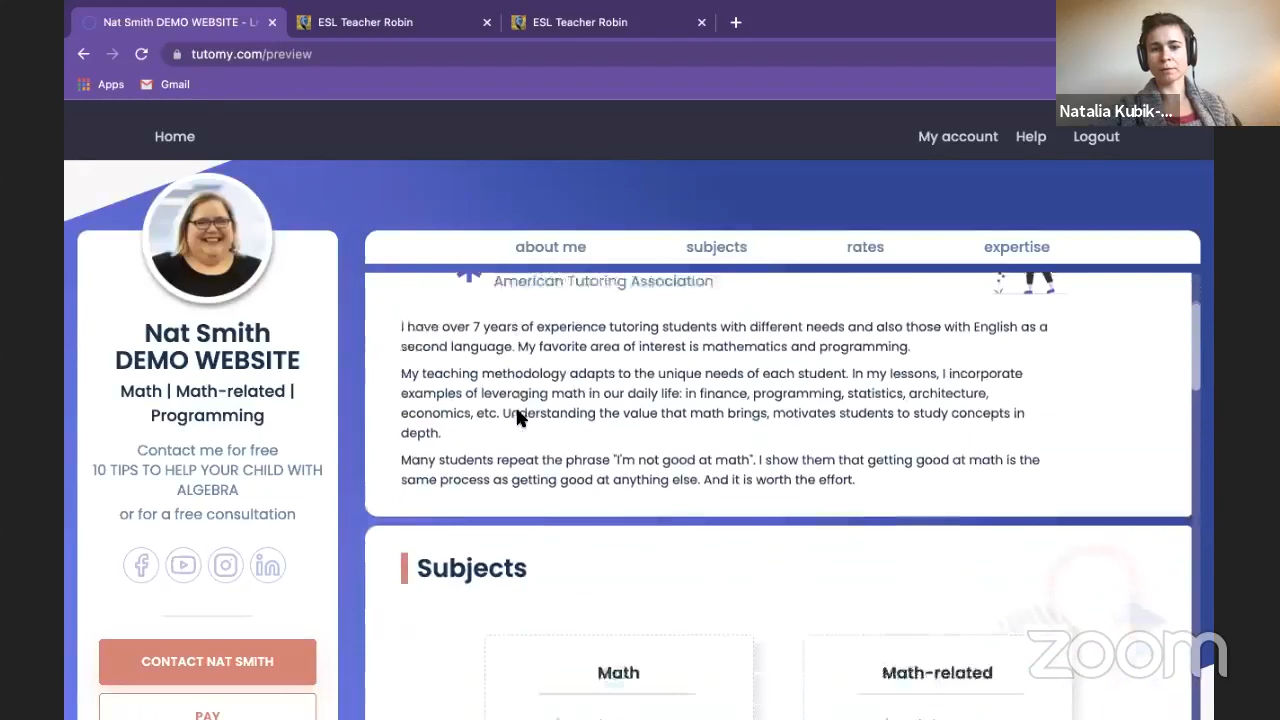 Nat Smith DEMO WEBSITE - L
ESL Teacher Robin
ESL Teacher Robin
tutomy.com/preview
Apps
Gmail
Natalia Kubik-...
Home
My account
Help
Logout
about me
subjects
rates
expertise
American Tutoring Association
Nat Smith
DEMO WEBSITE
Math | Math-related |
Programming
Contact me for free
10 TIPS TO HELP YOUR CHILD WITH
ALGEBRA
or for a free consultation
CONTACT NAT SMITH
PAY
I have over 7 years of experience tutoring students with different needs and also those with English as a
second language. My favorite area of interest is mathematics and programming.
My teaching methodology adapts to the unique needs of each student. In my lessons, I incorporate
examples of leveraging math in our daily life: in finance, programming, statistics, architecture,
economics, etc. Understanding the value that math brings, motivates students to study concepts in
depth.
Many students repeat the phrase "I'm not good at math". I show them that getting good at math is the
same process as getting good at anything else. And it is worth the effort.
Subjects
Math
Math-related
zoom